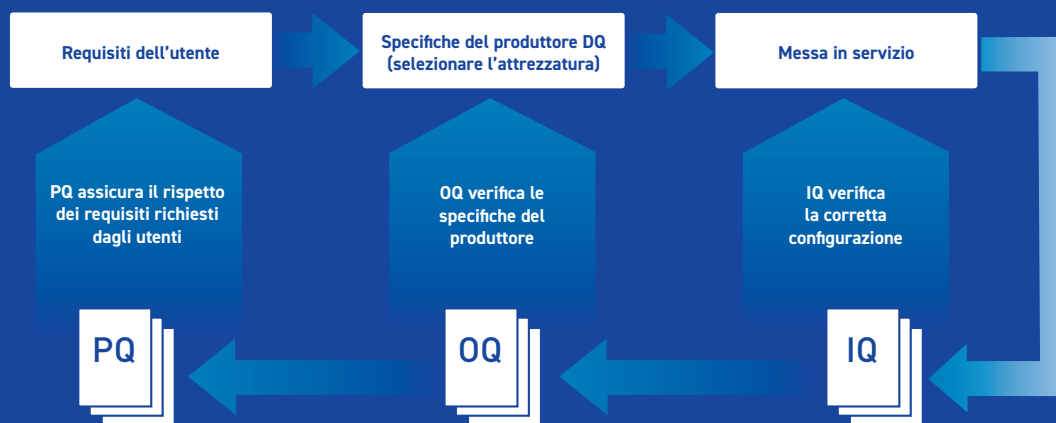 Requisiti dell'utente
Specifiche del produttore DQ
(selezionare l'attrezzatura)
Messa in servizio
PQ assicura il rispetto
dei requisiti richiesti
dagli utenti
OQ verifica le
specifiche del
produttore
IQ verifica
la corretta
configurazione
PQ
OQ
IQ